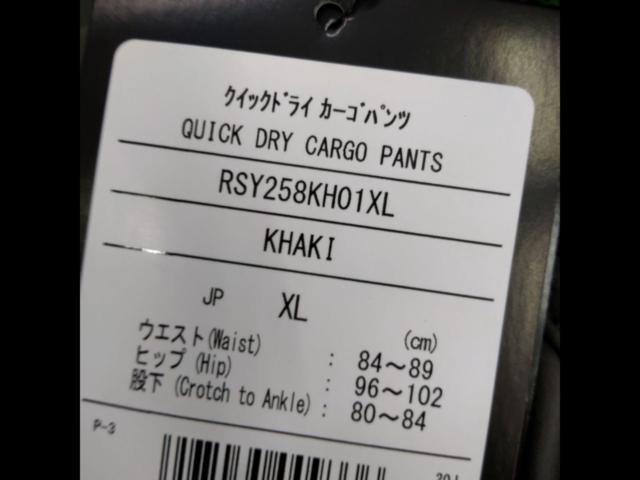 クイックドライ カーゴパンツ
QUICK DRY CARGO PANTS
RSY258KH01XL
KHAKI
JP XL
(cm)
ウエスト(Waist) : 84～89
ヒップ(Hip) : 96～102
股下(Crotch to Ankle) : 80～84
P-3